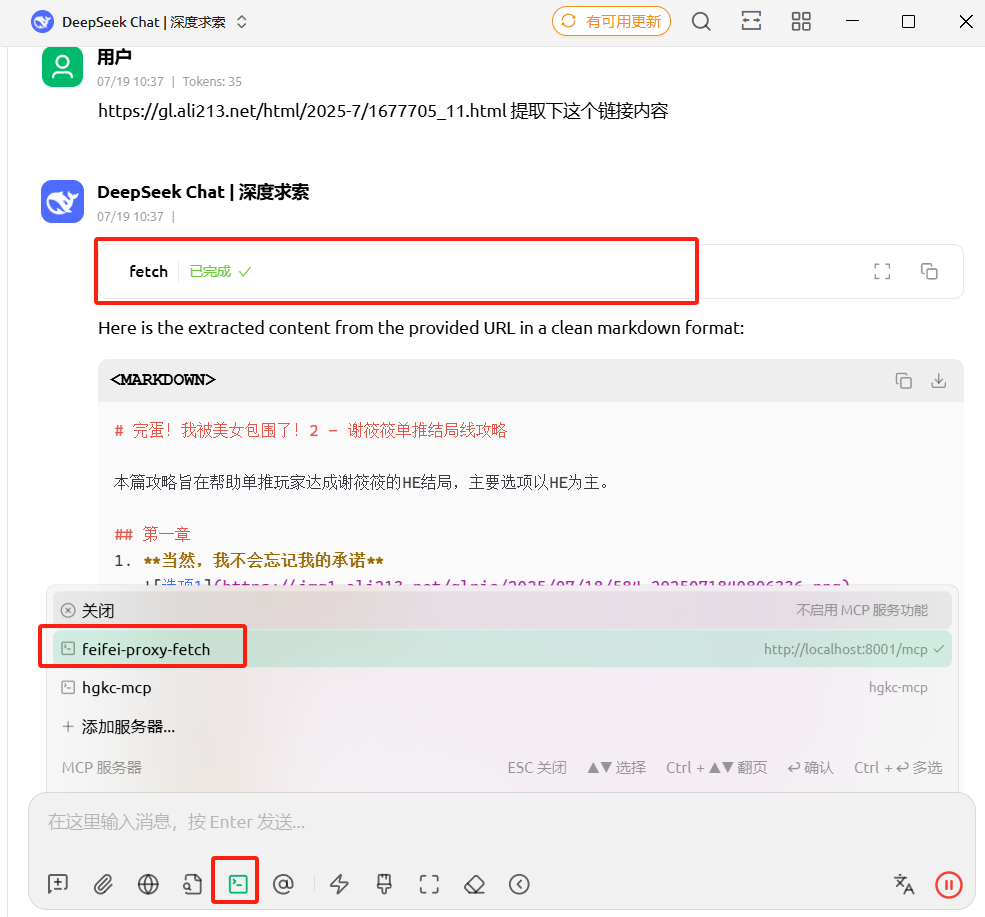 DeepSeek Chat | 深度求索
有可用更新
用户
07/19 10:37 | Tokens: 35
https://gl.ali213.net/html/2025-7/1677705_11.html 提取下这个链接内容
DeepSeek Chat | 深度求索
07/19 10:37 |
fetch 已完成
Here is the extracted content from the provided URL in a clean markdown format:
<MARKDOWN>
# 完蛋！我被美女包围了！2 - 谢筱筱单推结局线攻略
本篇攻略旨在帮助单推玩家达成谢筱筱的HE结局，主要选项以HE为主。
## 第一章
1. **当然，我不会忘记我的承诺**
关闭 不启用 MCP 服务功能
feifei-proxy-fetch http://localhost:8001/mcp
hgkc-mcp hgkc-mcp
+ 添加服务器...
MCP 服务器 ESC 关闭 ▲▼ 选择 Ctrl + ▲▼ 翻页 ↩ 确认 Ctrl + ↩ 多选
在这里输入消息，按 Enter 发送...